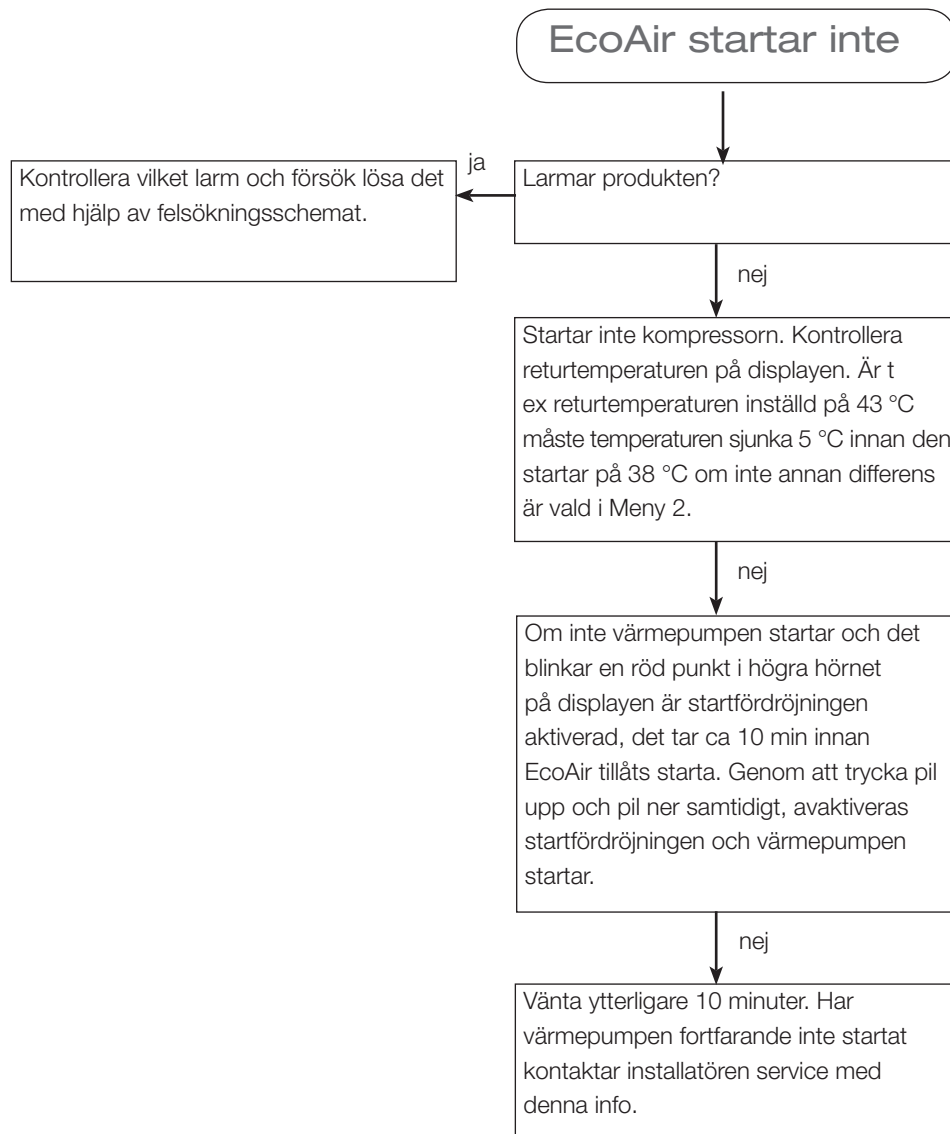 EcoAir startar inte
ja
Kontrollera vilket larm och försök lösa det
med hjälp av felsökningsschemat.
Larmar produkten?
nej
Startar inte kompressorn. Kontrollera
returtemperaturen på displayen. Är t
ex returtemperaturen inställd på 43 °C
måste temperaturen sjunka 5 °C innan den
startar på 38 °C om inte annan differens
är vald i Meny 2.
nej
Om inte värmepumpen startar och det
blinkar en röd punkt i högra hörnet
på displayen är startfördröjningen
aktiverad, det tar ca 10 min innan
EcoAir tillåts starta. Genom att trycka pil
upp och pil ner samtidigt, avaktiveras
startfördröjningen och värmepumpen
startar.
nej
Vänta ytterligare 10 minuter. Har
värmepumpen fortfarande inte startat
kontaktar installatören service med
denna info.